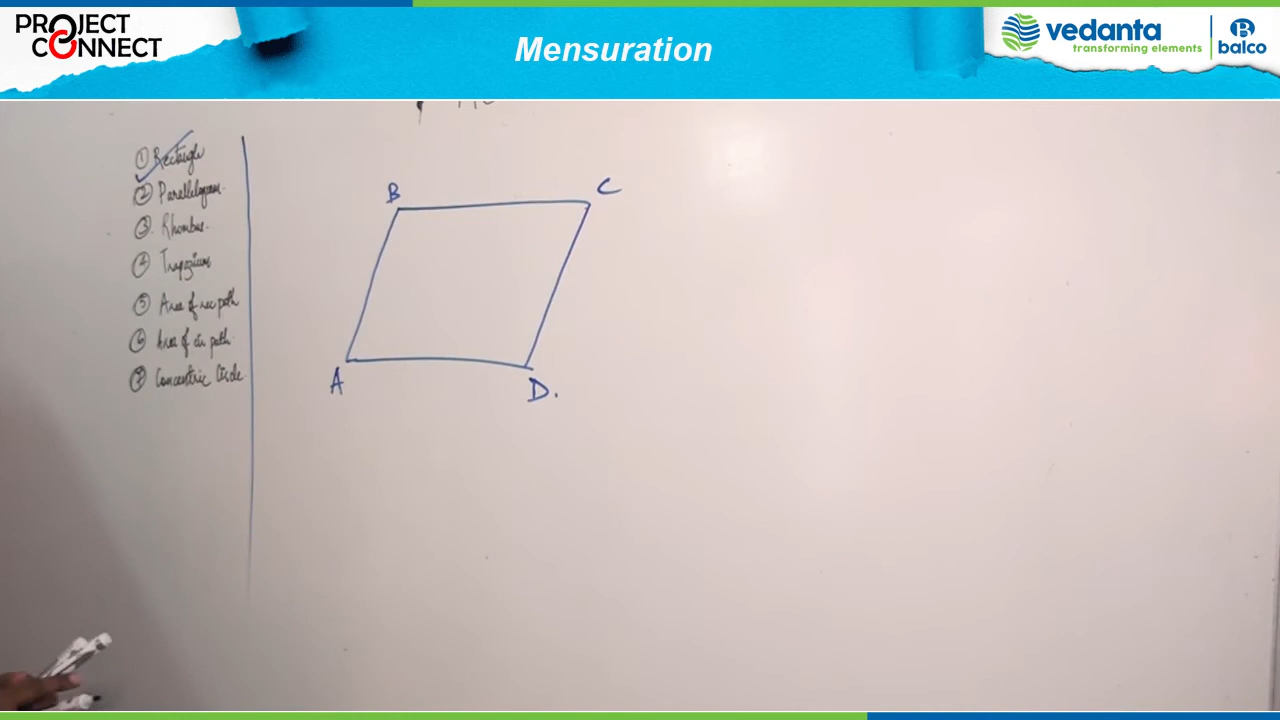 PROJECT
CONNECT
Mensuration
vedanta
transforming elements
balco
① Rectangle
② Parallelogram.
③ Rhombus.
④ Trapezium
⑤ Area of rec path
⑥ Area of cir path.
⑦ Concentric Circle
B
C
A
D.